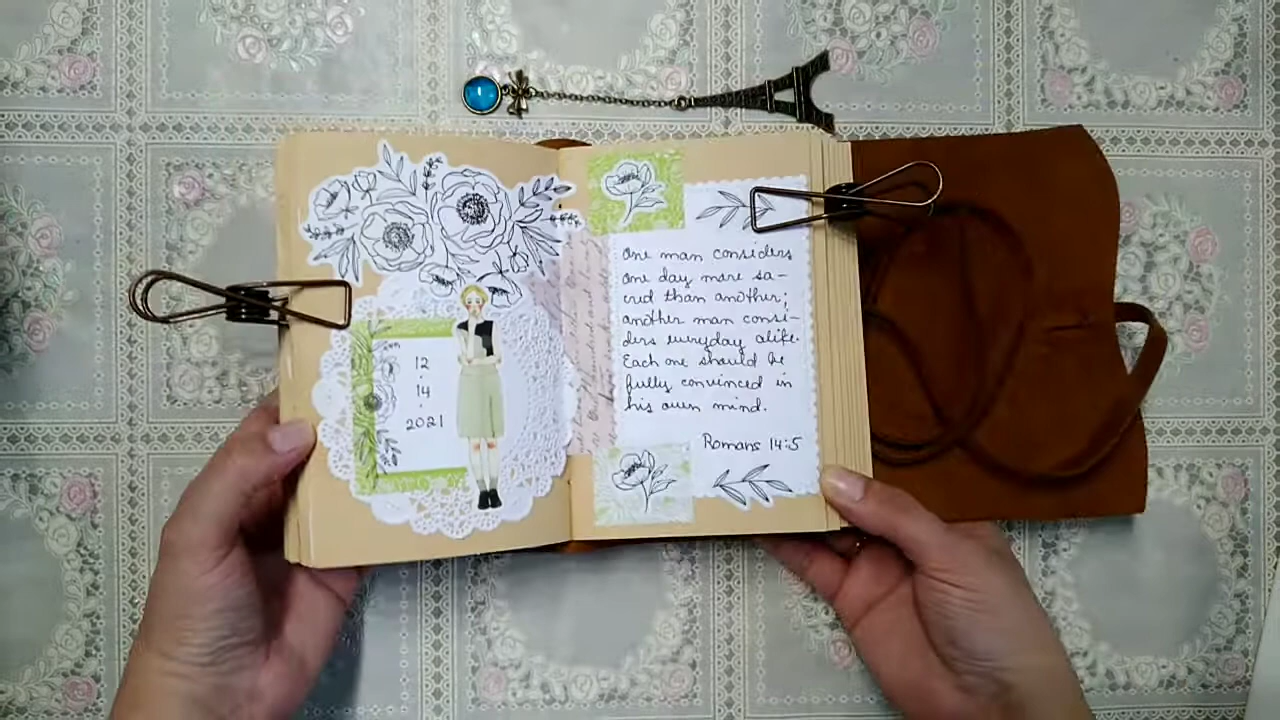 12
14
2021
One man considers
one day more sa-
cred than another;
another man consi-
ders everyday alike.
Each one should be
fully convinced in
his own mind.
Romans 14:5